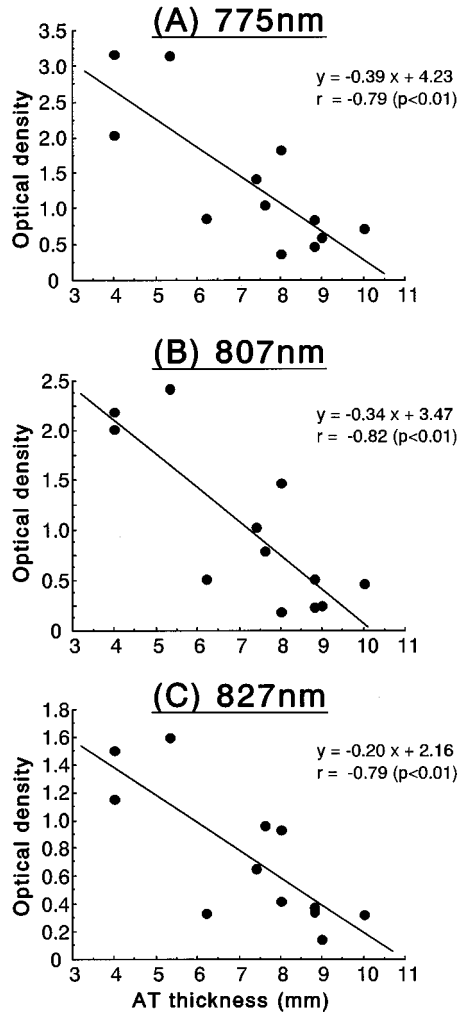 (A) 775nm
3.5
3.0
2.5
2.0
1.5
1.0
0.5
0
Optical density
y = -0.39 x + 4.23
r = -0.79 (p<0.01)
3 4 5 6 7 8 9 10 11
(B) 807nm
2.5
2.0
1.5
1.0
0.5
0
Optical density
y = -0.34 x + 3.47
r = -0.82 (p<0.01)
3 4 5 6 7 8 9 10 11
(C) 827nm
1.8
1.6
1.4
1.2
1.0
0.8
0.6
0.4
0.2
0
Optical density
y = -0.20 x + 2.16
r = -0.79 (p<0.01)
3 4 5 6 7 8 9 10 11
AT thickness (mm)